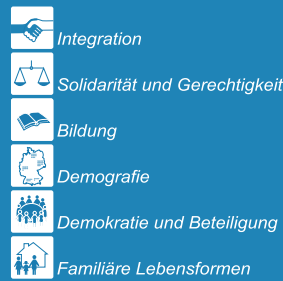 Integration
Solidarität und Gerechtigkeit
Bildung
Demografie
Demokratie und Beteiligung
Familiäre Lebensformen